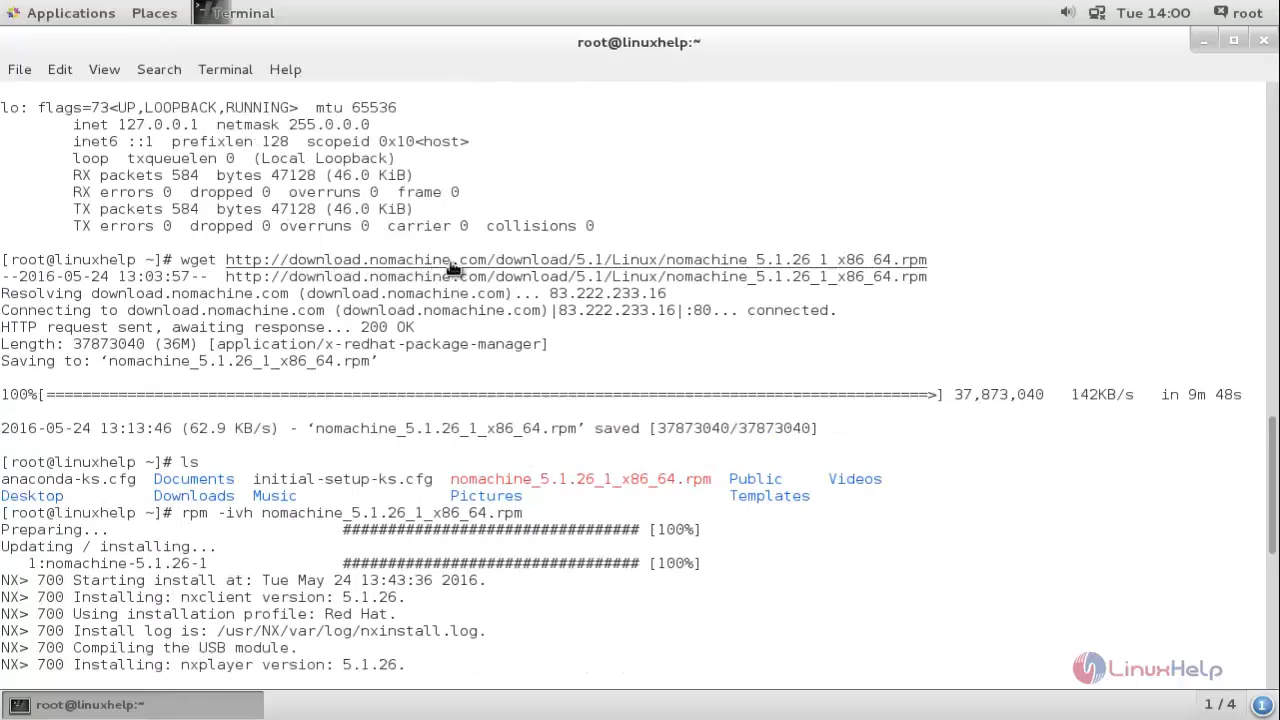 Applications Places Terminal Tue 14:00 root
root@linuxhelp:~
File Edit View Search Terminal Help
lo: flags=73<UP,LOOPBACK,RUNNING> mtu 65536
inet 127.0.0.1 netmask 255.0.0.0
inet6 ::1 prefixlen 128 scopeid 0x10<host>
loop txqueuelen 0 (Local Loopback)
RX packets 584 bytes 47128 (46.0 KiB)
RX errors 0 dropped 0 overruns 0 frame 0
TX packets 584 bytes 47128 (46.0 KiB)
TX errors 0 dropped 0 overruns 0 carrier 0 collisions 0
[root@linuxhelp ~]# wget http://download.nomachine.com/download/5.1/Linux/nomachine_5.1.26_1_x86_64.rpm
--2016-05-24 13:03:57-- http://download.nomachine.com/download/5.1/Linux/nomachine_5.1.26_1_x86_64.rpm
Resolving download.nomachine.com (download.nomachine.com)... 83.222.233.16
Connecting to download.nomachine.com (download.nomachine.com)|83.222.233.16|:80... connected.
HTTP request sent, awaiting response... 200 OK
Length: 37873040 (36M) [application/x-redhat-package-manager]
Saving to: ‘nomachine_5.1.26_1_x86_64.rpm’
100%[==================================================================================================>] 37,873,040 142KB/s in 9m 48s
2016-05-24 13:13:46 (62.9 KB/s) - ‘nomachine_5.1.26_1_x86_64.rpm’ saved [37873040/37873040]
[root@linuxhelp ~]# ls
anaconda-ks.cfg Documents initial-setup-ks.cfg nomachine_5.1.26_1_x86_64.rpm Public Videos
Desktop Downloads Music Pictures Templates
[root@linuxhelp ~]# rpm -ivh nomachine_5.1.26_1_x86_64.rpm
Preparing... ################################# [100%]
Updating / installing...
1:nomachine-5.1.26-1 ################################# [100%]
NX> 700 Starting install at: Tue May 24 13:43:36 2016.
NX> 700 Installing: nxclient version: 5.1.26.
NX> 700 Using installation profile: Red Hat.
NX> 700 Install log is: /usr/NX/var/log/nxinstall.log.
NX> 700 Compiling the USB module.
NX> 700 Installing: nxplayer version: 5.1.26.
LinuxHelp
root@linuxhelp:~ 1 / 4 1